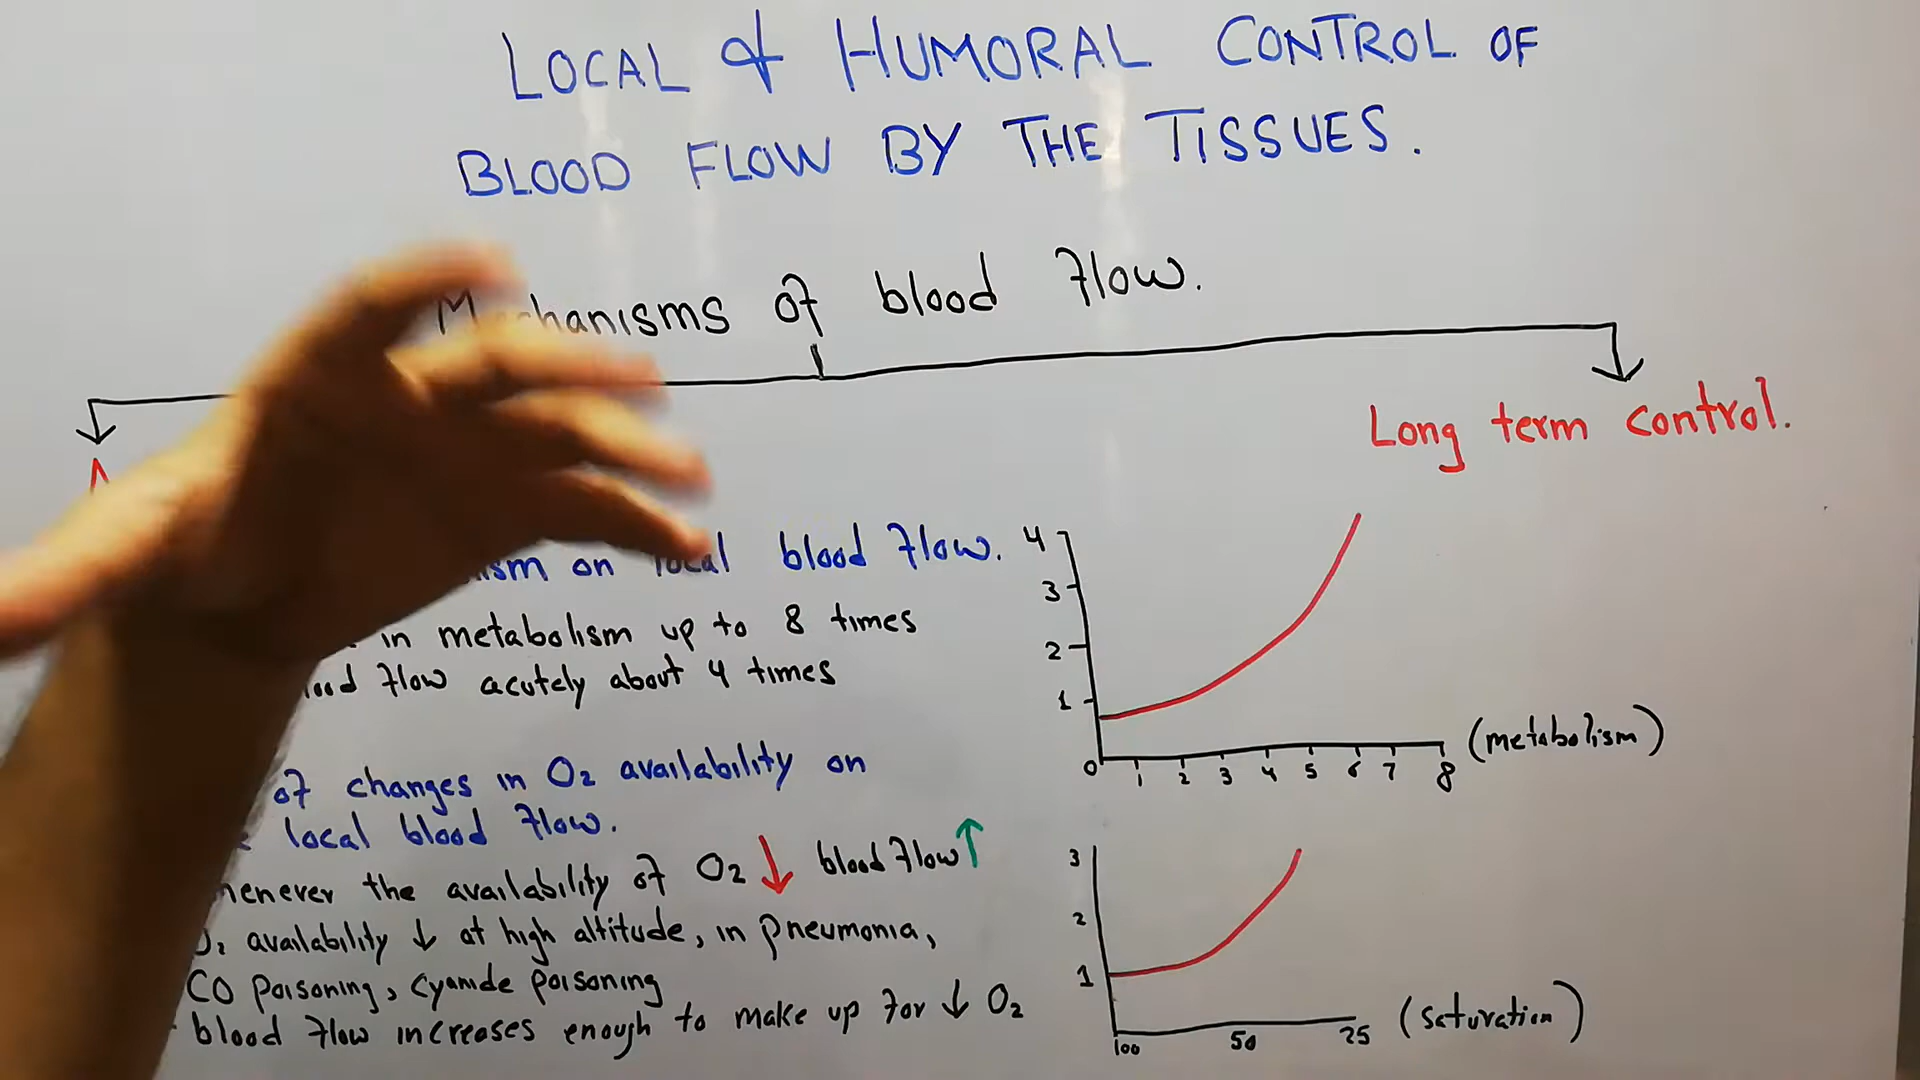 LOCAL & HUMORAL CONTROL OF
BLOOD FLOW BY THE TISSUES.
Mechanisms of blood flow.
Long term control.
on local blood flow.
in metabolism up to 8 times
flow acutely about 4 times
of changes in O2 availability on
local blood flow.
the availability of O2 ↓ blood flow ↑
availability ↓ at high altitude, in pneumonia,
CO poisoning, cyanide poisoning
blood flow increases enough to make up for ↓ O2
4
3
2
1
0 1 2 3 4 5 6 7 8
(metabolism)
3
2
1
100 50 25
(saturation)